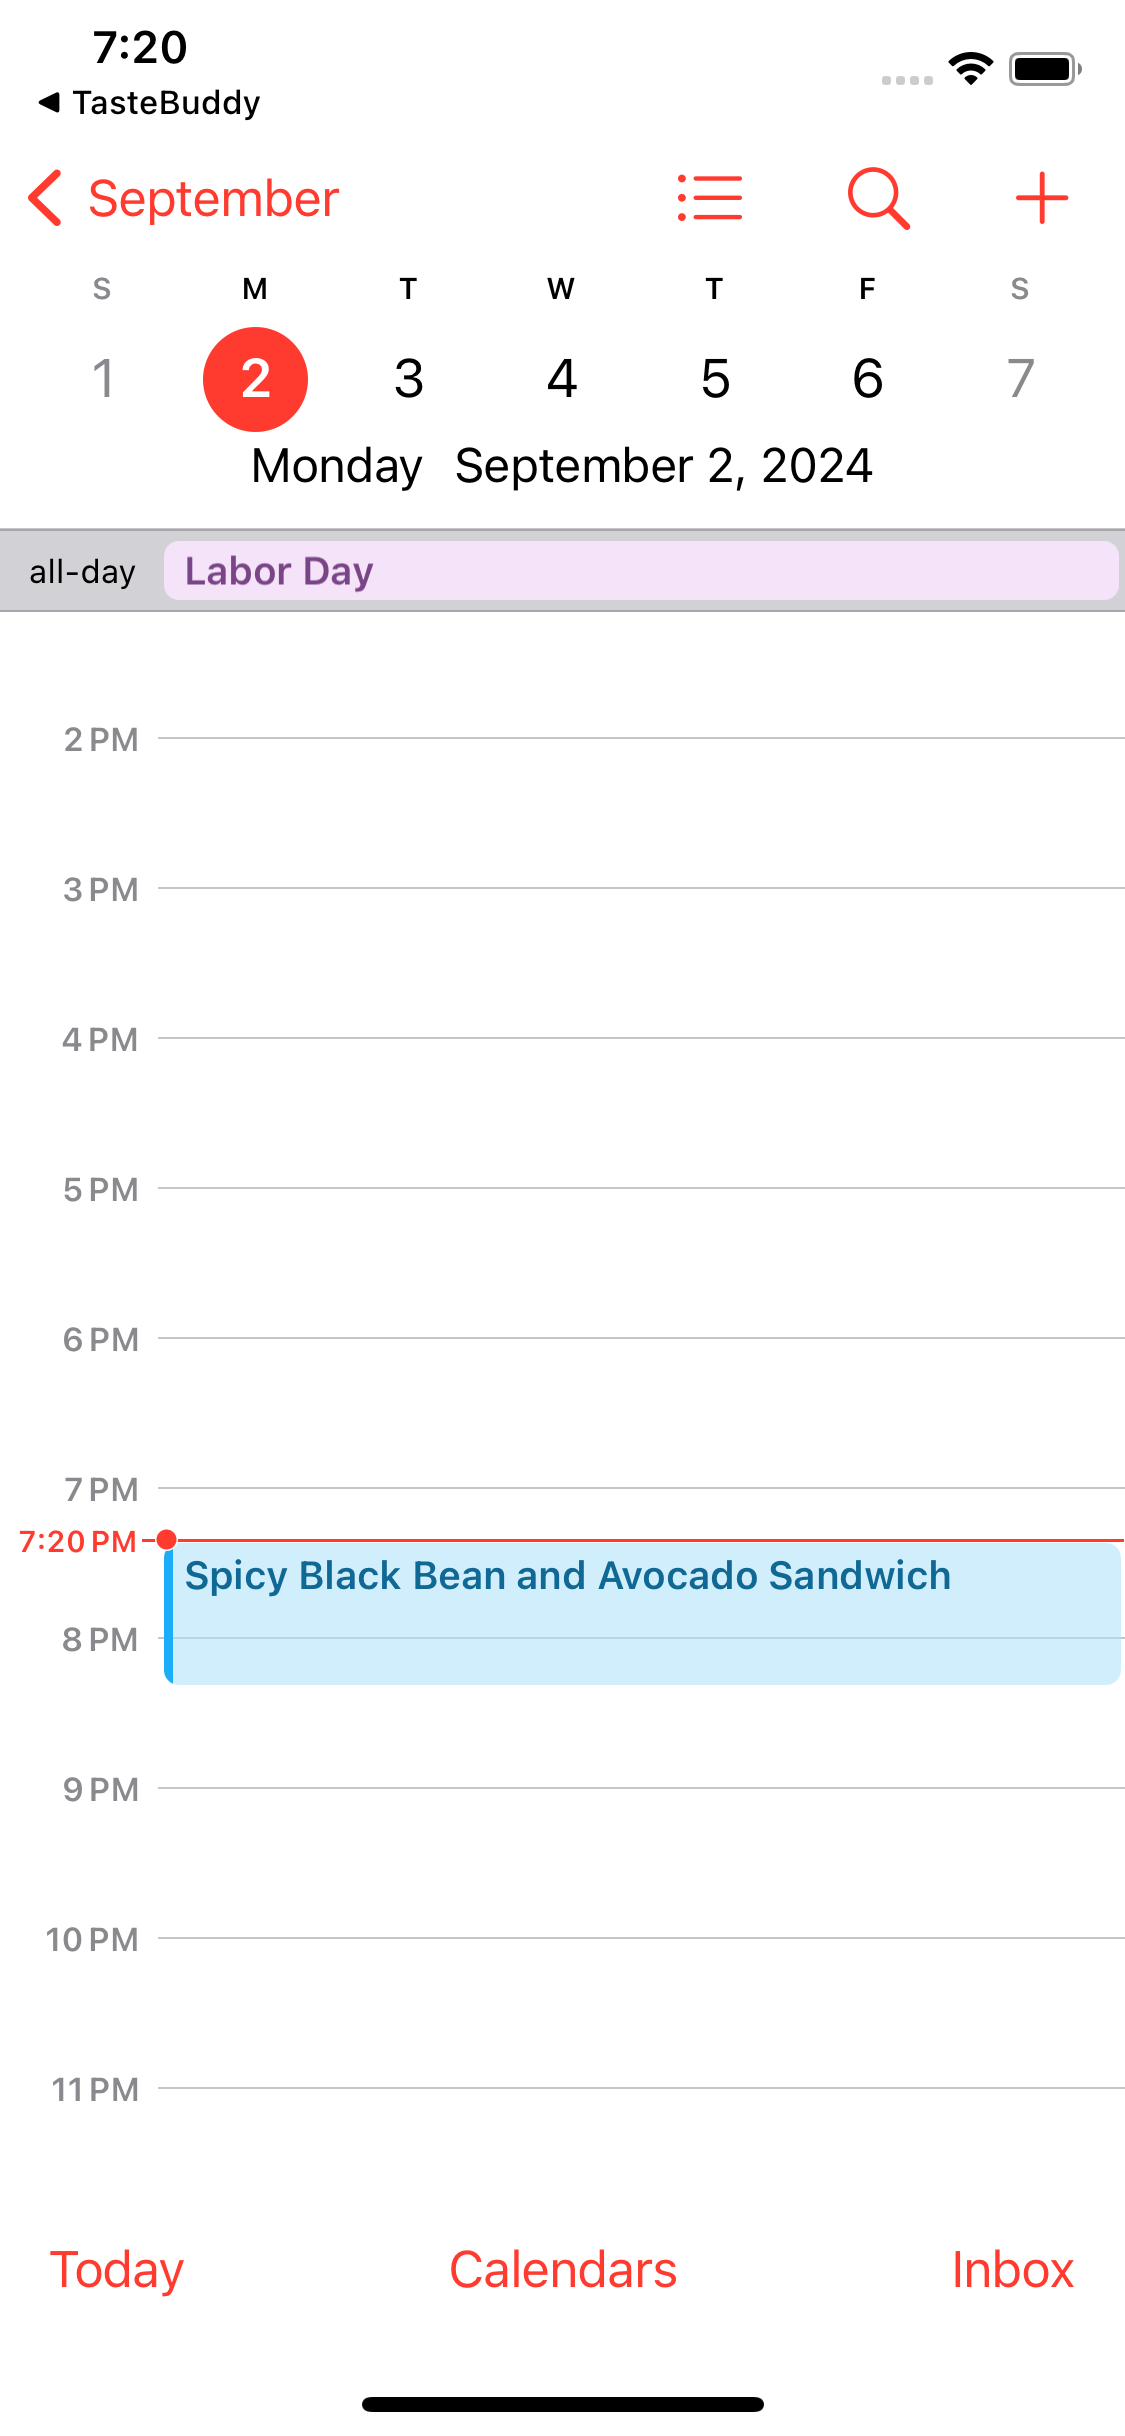 7:20
TasteBuddy
September
S M T W T F S
1 2 3 4 5 6 7
Monday September 2, 2024
all-day Labor Day
2 PM
3 PM
4 PM
5 PM
6 PM
7 PM
7:20 PM
Spicy Black Bean and Avocado Sandwich
8 PM
9 PM
10 PM
11 PM
Today Calendars Inbox